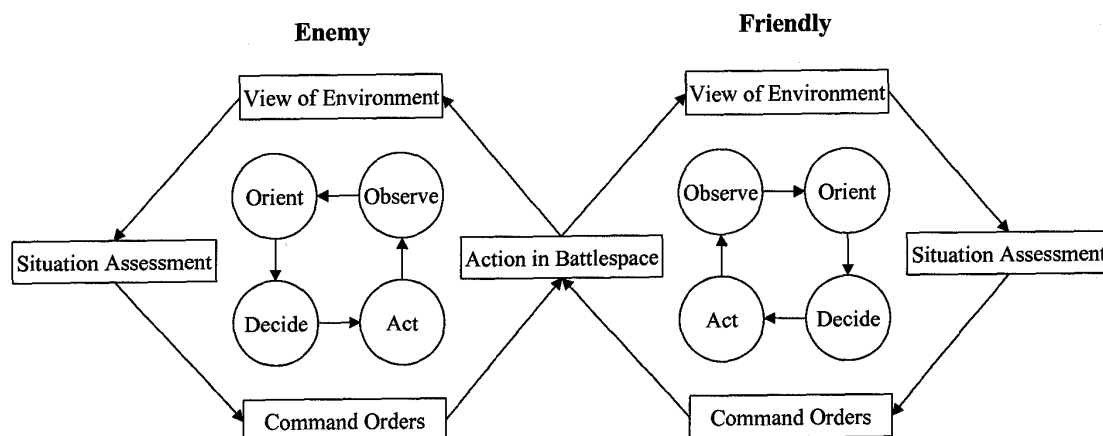 Enemy
Friendly
View of Environment
View of Environment
Orient
Observe
Observe
Orient
Situation Assessment
Action in Battlespace
Situation Assessment
Decide
Act
Act
Decide
Command Orders
Command Orders